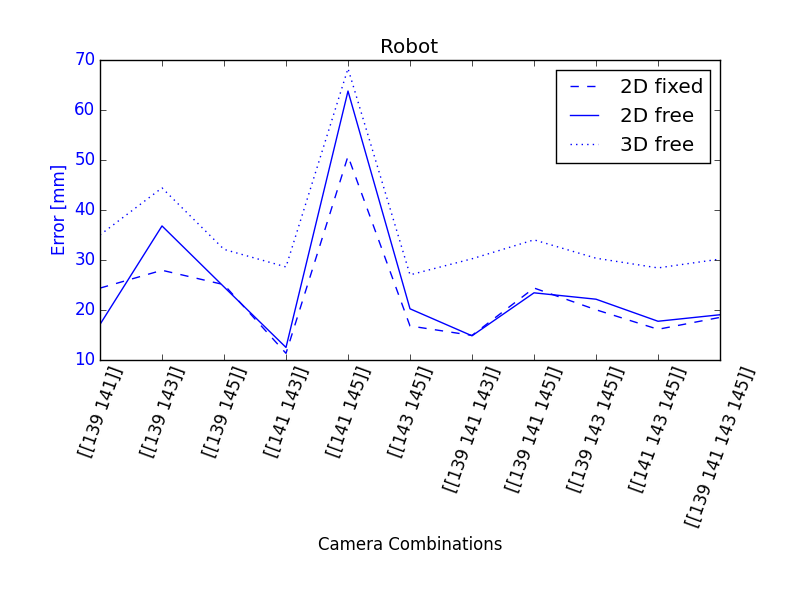 Robot
70
60
50
40
30
20
10
Error [mm]
2D fixed
2D free
3D free
[[139 141]]
[[139 143]]
[[139 145]]
[[141 143]]
[[141 145]]
[[143 145]]
[[139 141 143]]
[[139 141 145]]
[[139 143 145]]
[[141 143 145]]
[[139 141 143 145]]
Camera Combinations